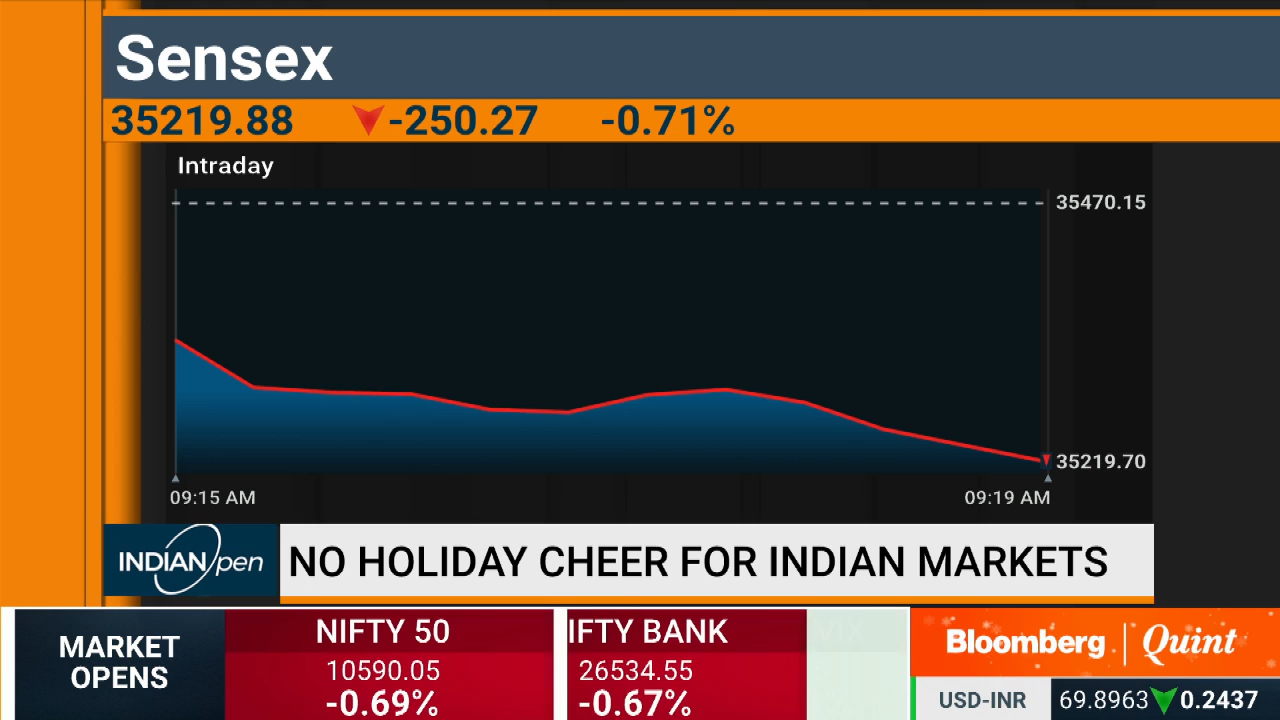 Sensex
35219.88 -250.27 -0.71%
Intraday
35470.15
35219.70
09:15 AM 09:19 AM
INDIAN Open NO HOLIDAY CHEER FOR INDIAN MARKETS
MARKET OPENS
NIFTY 50
10590.05
-0.69%
IFTY BANK
26534.55
-0.67%
Bloomberg | Quint
USD-INR 69.8963 0.2437